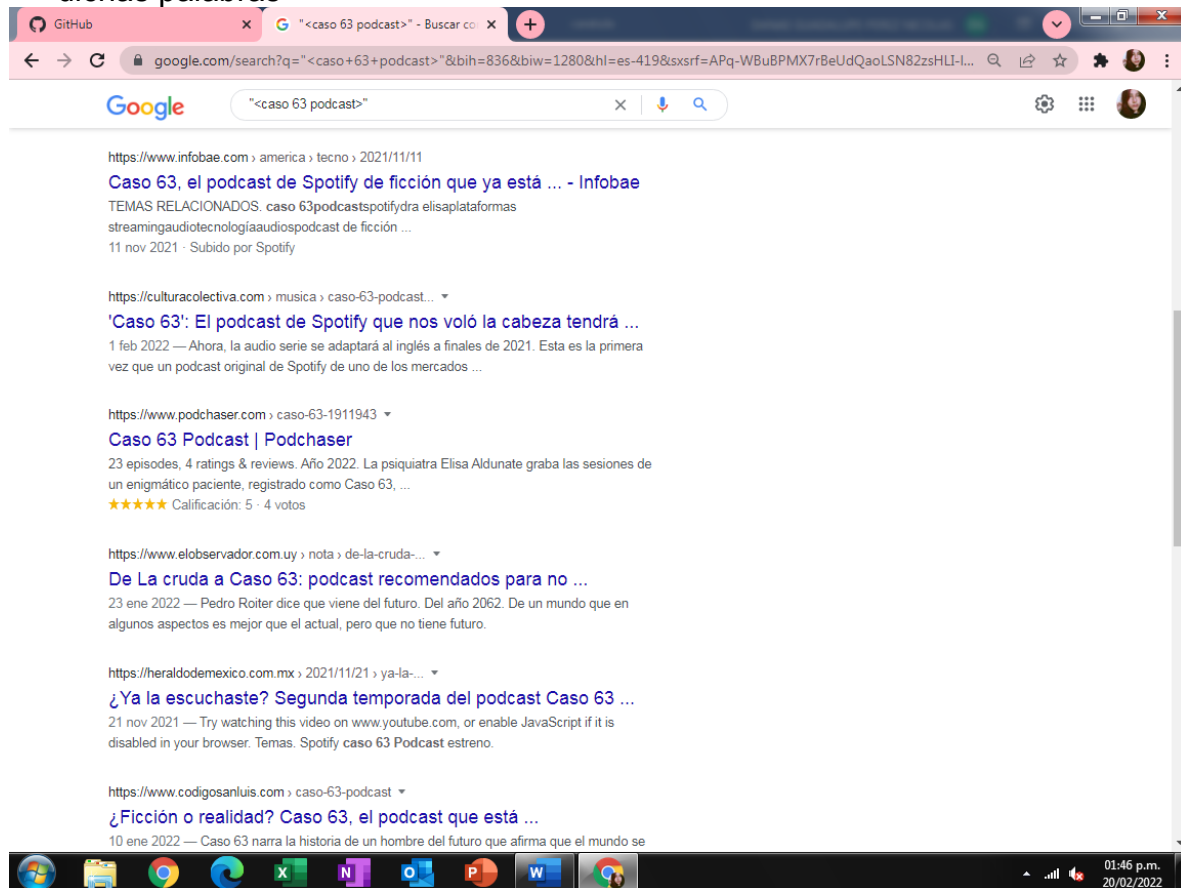 dichas palabras
GitHub
"<caso 63 podcast>" - Buscar co
google.com/search?q="<caso+63+podcast>"&bih=836&biw=1280&hl=es-419&sxsrf=APq-WBuBPMX7rBeUdQaoLSN82zsHLI-I...
Google
"<caso 63 podcast>"
https://www.infobae.com › america › tecno › 2021/11/11
Caso 63, el podcast de Spotify de ficción que ya está ... - Infobae
TEMAS RELACIONADOS. caso 63podcastspotifydra elisaplataformas
streamingaudiotecnologíaaudiospodcast de ficción ...
11 nov 2021 · Subido por Spotify
https://culturacolectiva.com › musica › caso-63-podcast...
'Caso 63': El podcast de Spotify que nos voló la cabeza tendrá ...
1 feb 2022 — Ahora, la audio serie se adaptará al inglés a finales de 2021. Esta es la primera
vez que un podcast original de Spotify de uno de los mercados ...
https://www.podchaser.com › caso-63-1911943
Caso 63 Podcast | Podchaser
23 episodes, 4 ratings & reviews. Año 2022. La psiquiatra Elisa Aldunate graba las sesiones de
un enigmático paciente, registrado como Caso 63, ...
★★★★★ Calificación: 5 · 4 votos
https://www.elobservador.com.uy › nota › de-la-cruda-...
De La cruda a Caso 63: podcast recomendados para no ...
23 ene 2022 — Pedro Roiter dice que viene del futuro. Del año 2062. De un mundo que en
algunos aspectos es mejor que el actual, pero que no tiene futuro.
https://heraldodemexico.com.mx › 2021/11/21 › ya-la-...
¿Ya la escuchaste? Segunda temporada del podcast Caso 63 ...
21 nov 2021 — Try watching this video on www.youtube.com, or enable JavaScript if it is
disabled in your browser. Temas. Spotify caso 63 Podcast estreno.
https://www.codigosanluis.com › caso-63-podcast
¿Ficción o realidad? Caso 63, el podcast que está ...
10 ene 2022 — Caso 63 narra la historia de un hombre del futuro que afirma que el mundo se
01:46 p.m.
20/02/2022